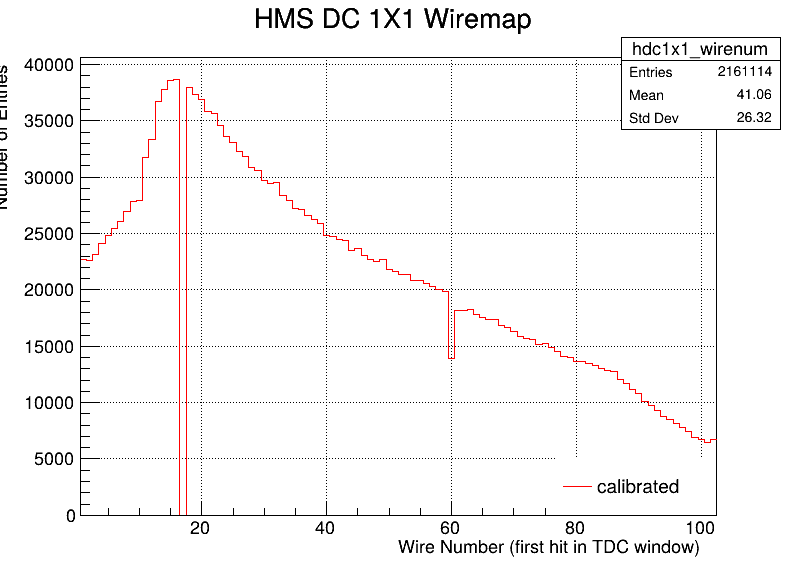 HMS DC 1X1 Wiremap
hdc1x1_wirenum
Entries 2161114
Mean 41.06
Std Dev 26.32
Number of Entries
40000
35000
30000
25000
20000
15000
10000
5000
0
calibrated
20 40 60 80 100
Wire Number (first hit in TDC window)